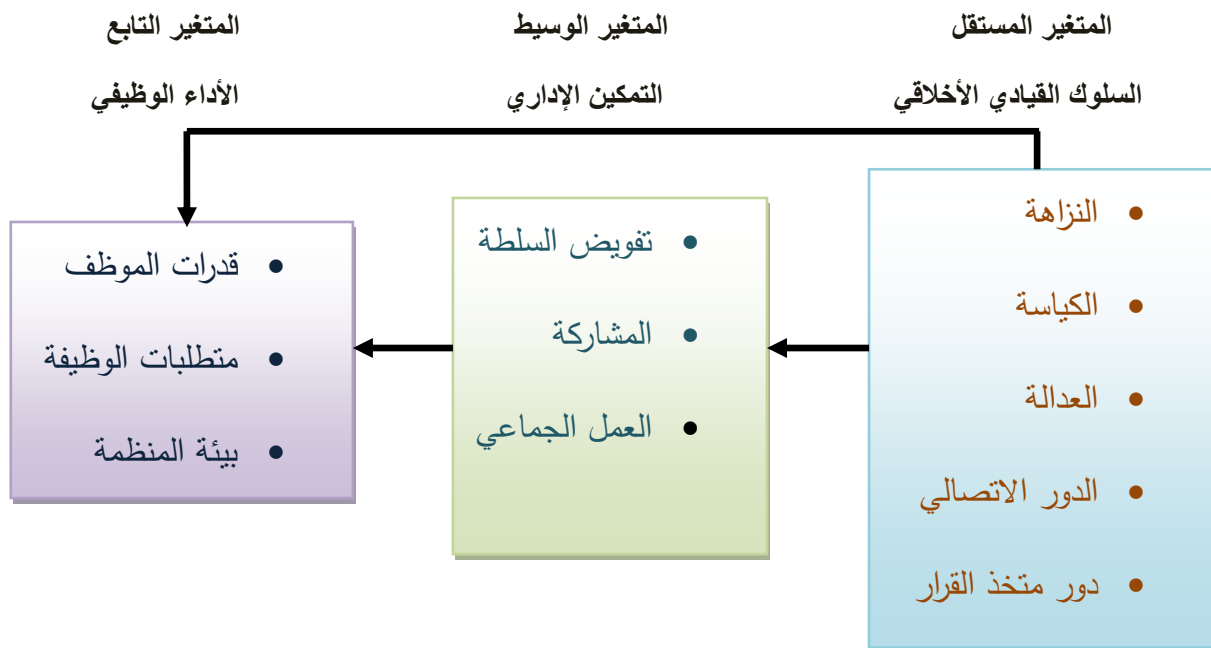 المتغير المستقل
المتغير الوسيط
المتغير التابع
السلوك القيادي الأخلاقي
التمكين الإداري
الأداء الوظيفي
• النزاهة
• الكياسة
• العدالة
• الدور الاتصالي
• دور متخذ القرار
• تفويض السلطة
• المشاركة
• العمل الجماعي
• قدرات الموظف
• متطلبات الوظيفة
• بيئة المنظمة